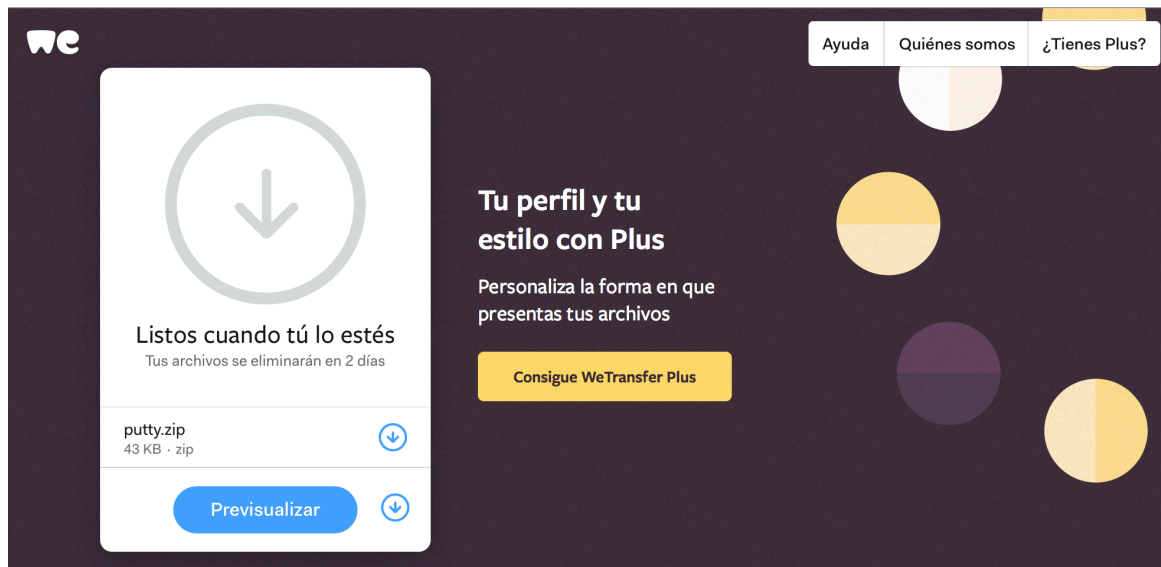 we
Ayuda
Quiénes somos
¿Tienes Plus?
Listos cuando tú lo estés
Tus archivos se eliminarán en 2 días
putty.zip
43 KB · zip
Previsualizar
Tu perfil y tu
estilo con Plus
Personaliza la forma en que
presentas tus archivos
Consigue WeTransfer Plus